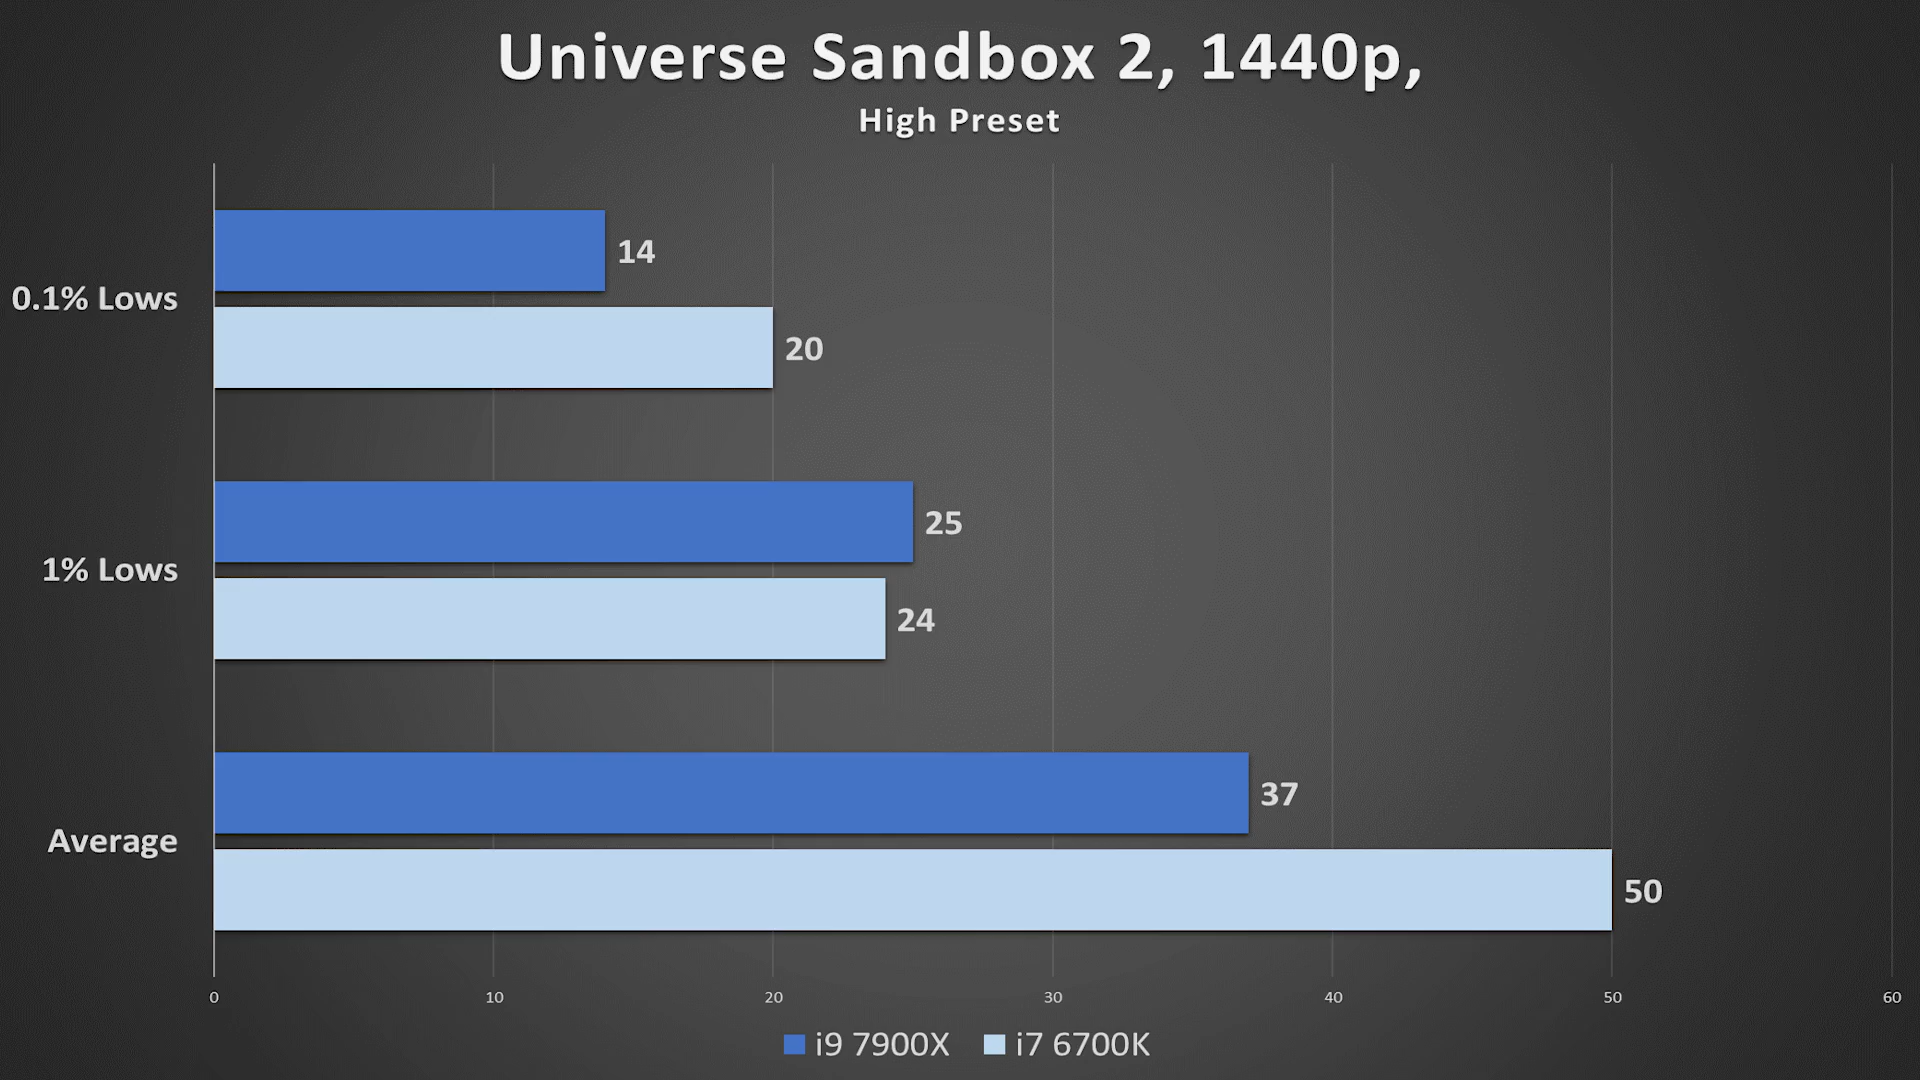 Universe Sandbox 2, 1440p,
High Preset
0.1% Lows
14
20
1% Lows
25
24
Average
37
50
0 10 20 30 40 50 60
i9 7900X i7 6700K